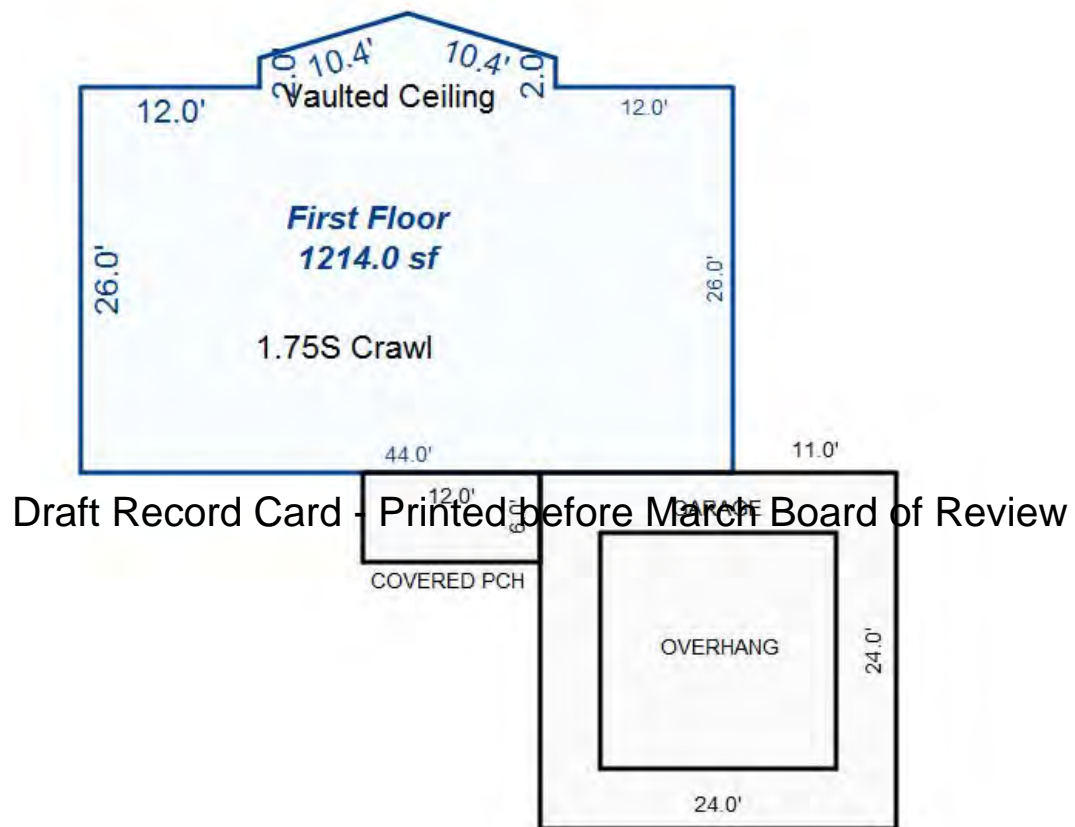 10.4'
10.4'
2.0'
2.0
Vaulted Ceiling
12.0'
12.0'
First Floor
1214.0 sf
26.0'
26.0'
1.75S Crawl
44.0'
11.0'
12.0'
6.0'
GARAGE
Draft Record Card - Printed before March Board of Review
COVERED PCH
OVERHANG
24.0'
24.0'